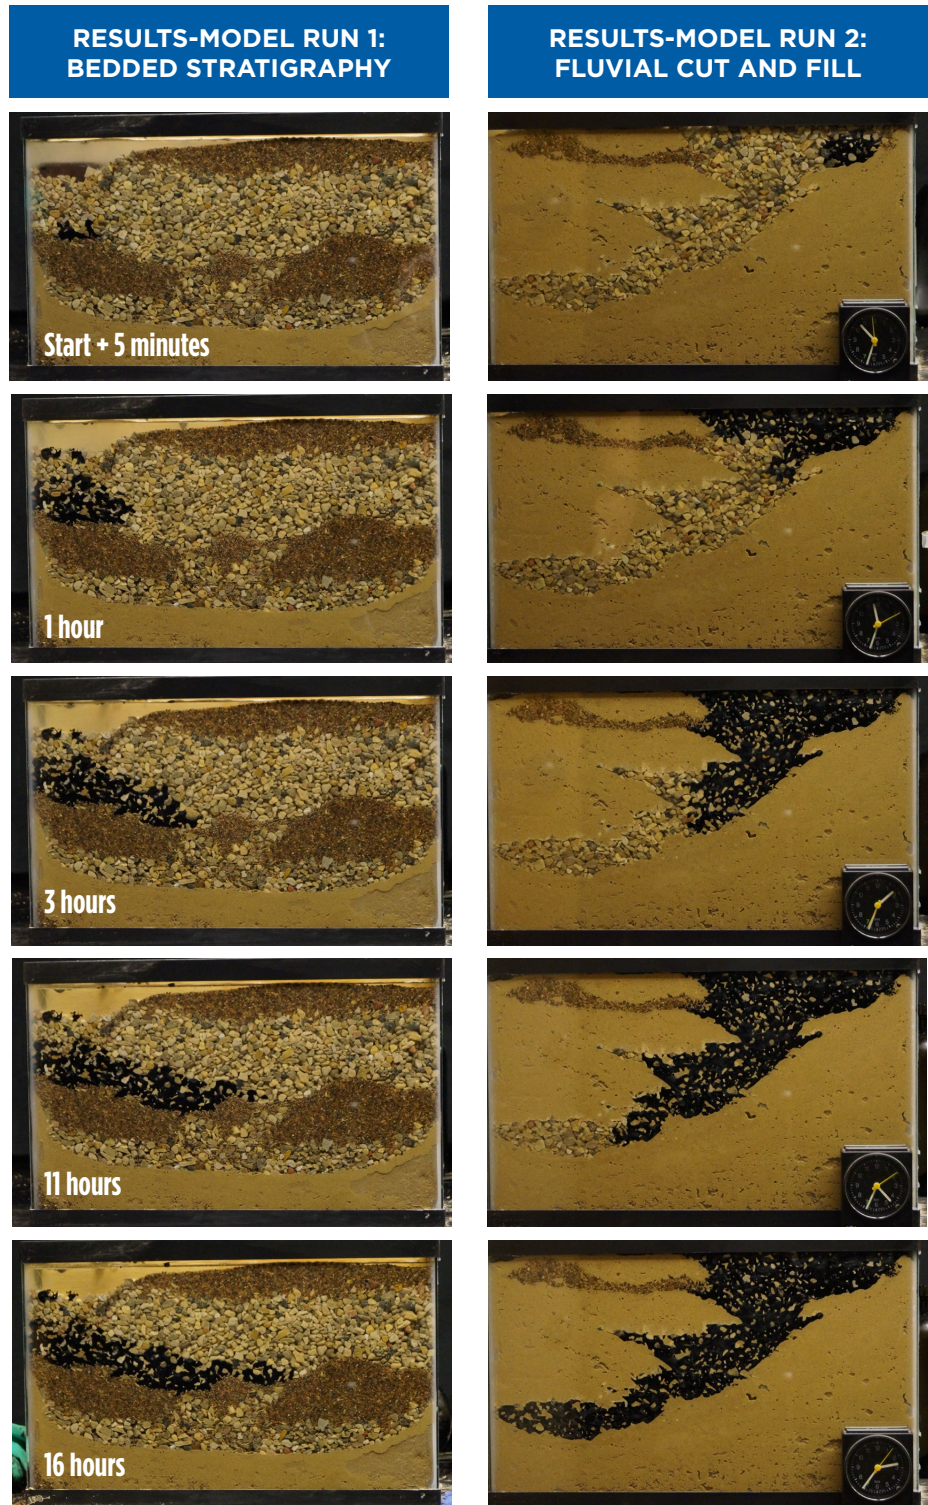 RESULTS-MODEL RUN 1:
BEDDED STRATIGRAPHY
RESULTS-MODEL RUN 2:
FLUVIAL CUT AND FILL
Start + 5 minutes
1 hour
3 hours
11 hours
16 hours